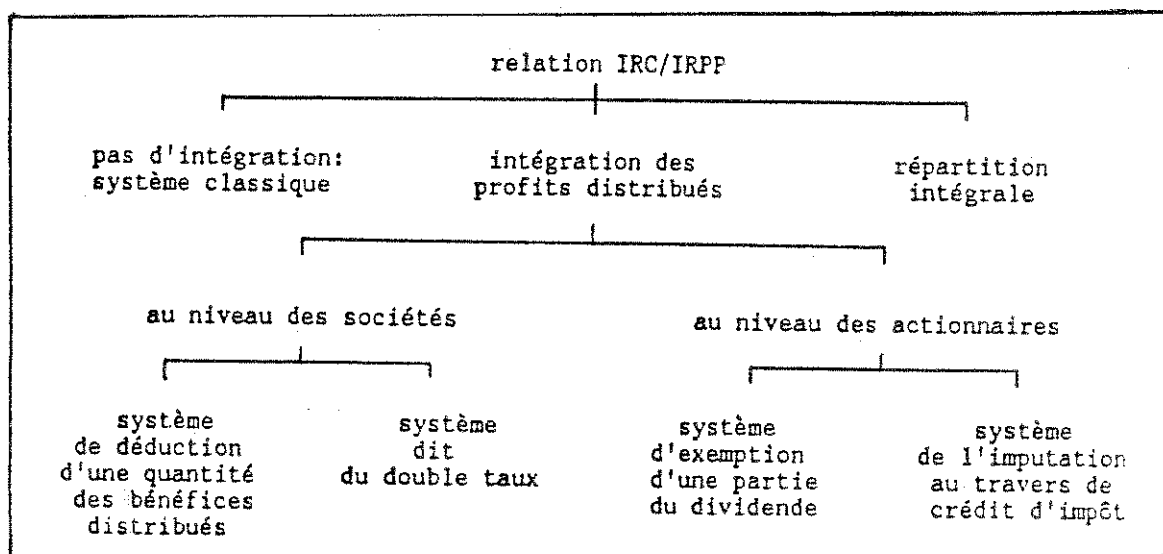 relation IRC/IRPP
pas d'intégration:
système classique
intégration des
profits distribués
répartition
intégrale
au niveau des sociétés
au niveau des actionnaires
système
de déduction
d'une quantité
des bénéfices
distribués
système
dit
du double taux
système
d'exemption
d'une partie
du dividende
système
de l'imputation
au travers de
crédit d'impôt